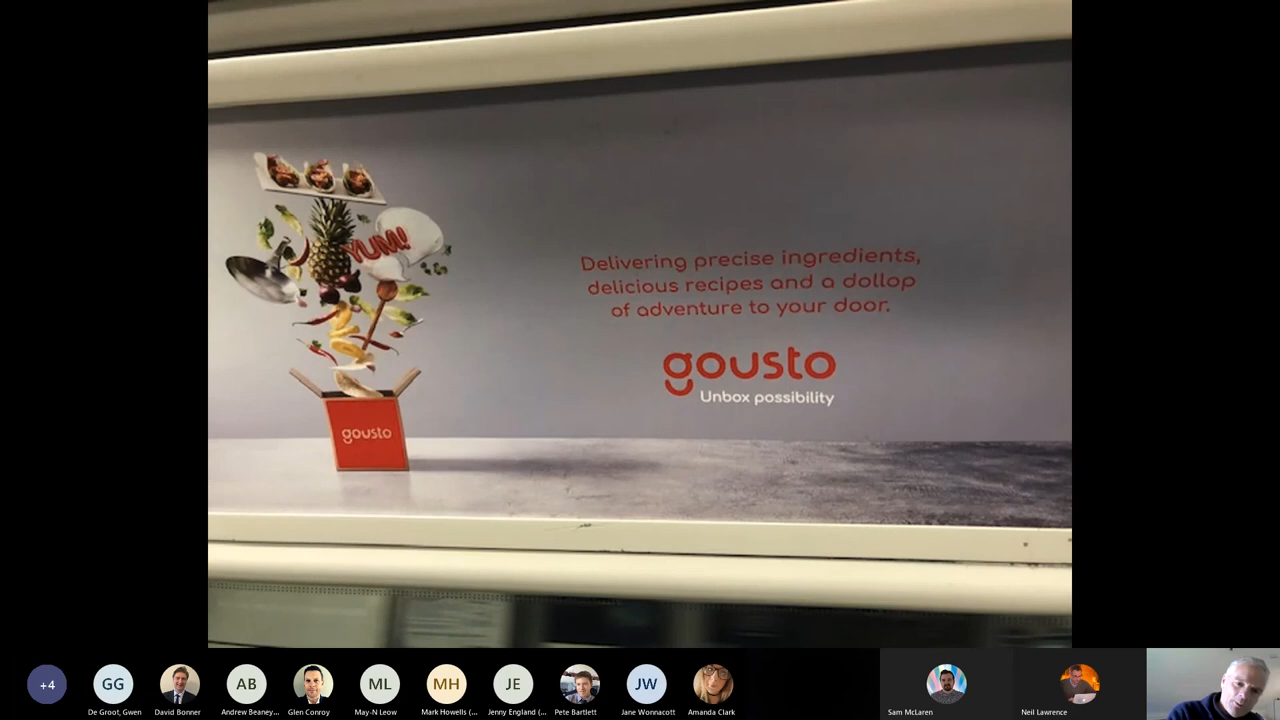 YUM!
Delivering precise ingredients,
delicious recipes and a dollop
of adventure to your door.
gousto
Unbox possibility
gousto
+4
GG
AB
ML
MH
JE
JW
De Groot, Gwen
David Bonner
Andrew Beaney...
Glen Conroy
May-N Leow
Mark Howells (...
Jenny England (...
Pete Bartlett
Jane Wonnacott
Amanda Clark
Sam McLaren
Neil Lawrence